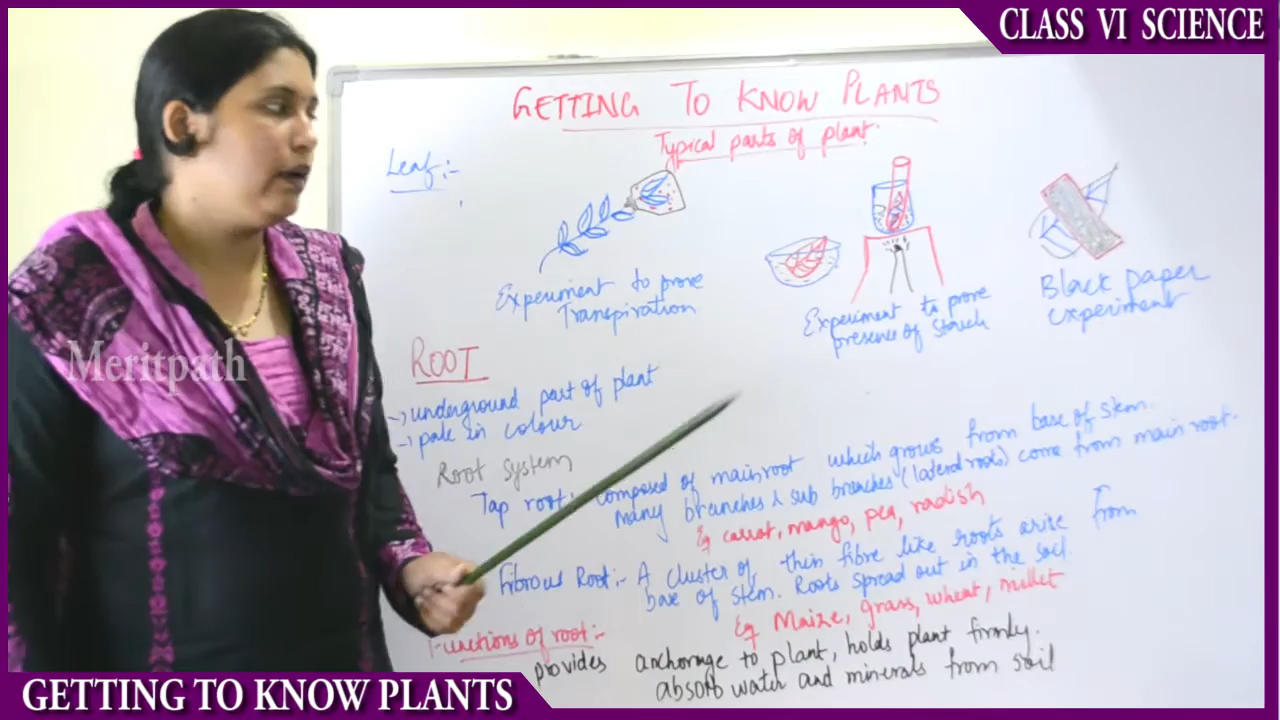 CLASS VI SCIENCE
GETTING TO KNOW PLANTS
Typical parts of plant.
Leaf:-
Experiment to prove
Transpiration
Experiment to prove
presence of starch
Black paper
experiment
ROOT
Meritpath
-> underground part of plant
-> pale in colour
Root System
Tap root:- composed of main root which grows from base of stem.
many branches & sub branches (lateral roots) come from main root.
Eg carrot, mango, pea, radish
Fibrous Root:- A cluster of thin fibre like roots arise from
base of stem. Roots spread out in the soil.
Eg Maize, grass, wheat, millet
Functions of root:-
provides anchorage to plant, holds plant firmly.
absorb water and minerals from soil
GETTING TO KNOW PLANTS